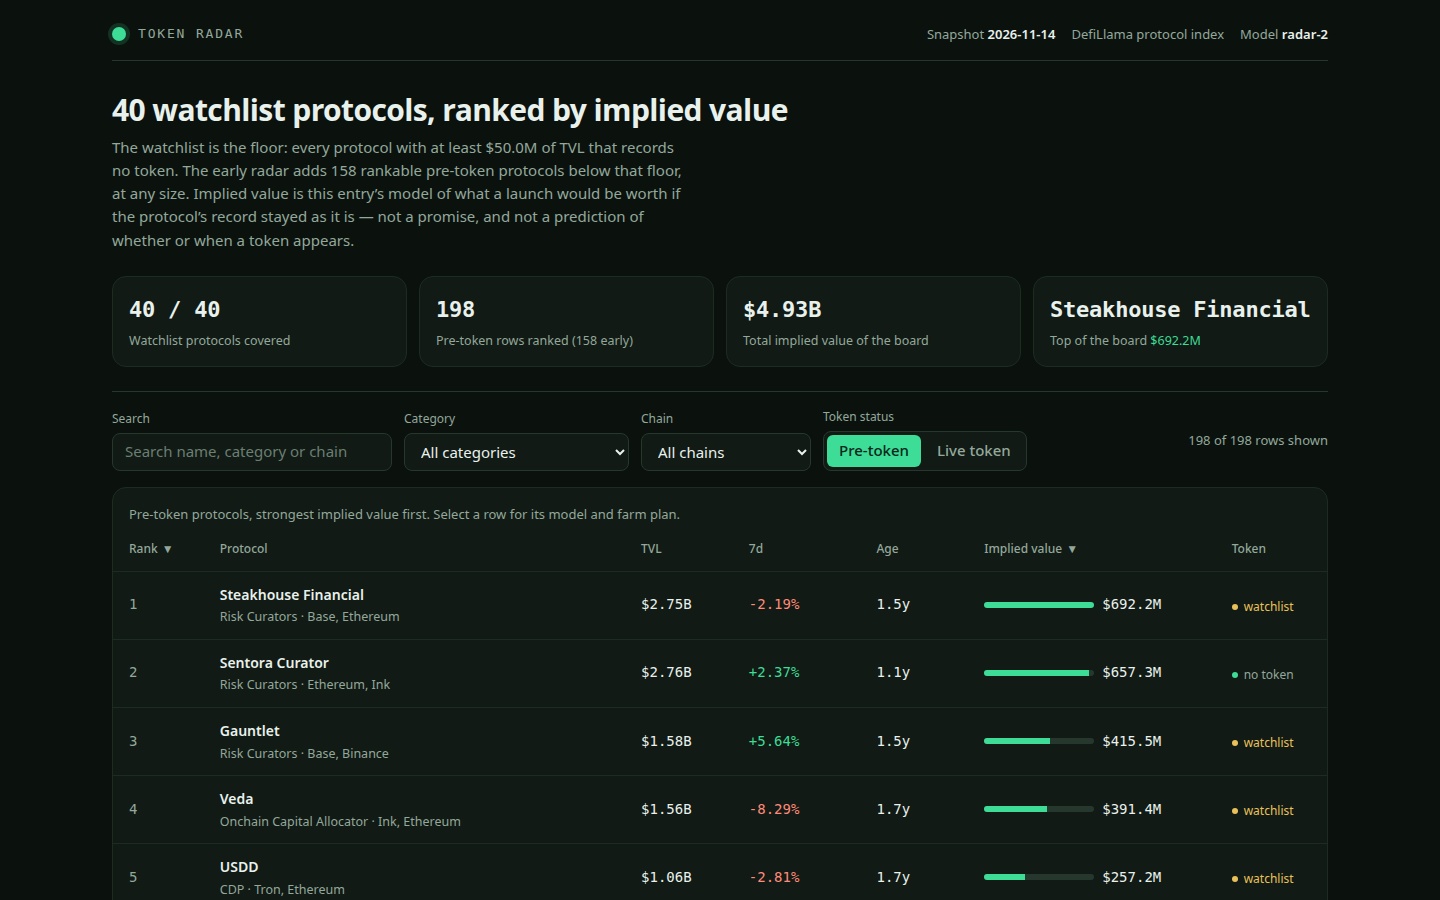 TOKEN RADAR
Snapshot 2026-11-14 DefiLlama protocol index Model radar-2
40 watchlist protocols, ranked by implied value
The watchlist is the floor: every protocol with at least $50.0M of TVL that records
no token. The early radar adds 158 rankable pre-token protocols below that floor,
at any size. Implied value is this entry’s model of what a launch would be worth if
the protocol’s record stayed as it is — not a promise, and not a prediction of
whether or when a token appears.
40 / 40
Watchlist protocols covered
198
Pre-token rows ranked (158 early)
$4.93B
Total implied value of the board
Steakhouse Financial
Top of the board $692.2M
Search
Search name, category or chain
Category
All categories
Chain
All chains
Token status
Pre-token Live token
198 of 198 rows shown
Pre-token protocols, strongest implied value first. Select a row for its model and farm plan.
Rank ▼ Protocol TVL 7d Age Implied value ▼ Token
1 Steakhouse Financial $2.75B -2.19% 1.5y $692.2M watchlist
Risk Curators · Base, Ethereum
2 Sentora Curator $2.76B +2.37% 1.1y $657.3M no token
Risk Curators · Ethereum, Ink
3 Gauntlet $1.58B +5.64% 1.5y $415.5M watchlist
Risk Curators · Base, Binance
4 Veda $1.56B -8.29% 1.7y $391.4M watchlist
Onchain Capital Allocator · Ink, Ethereum
5 USDD $1.06B -2.81% 1.7y $257.2M watchlist
CDP · Tron, Ethereum